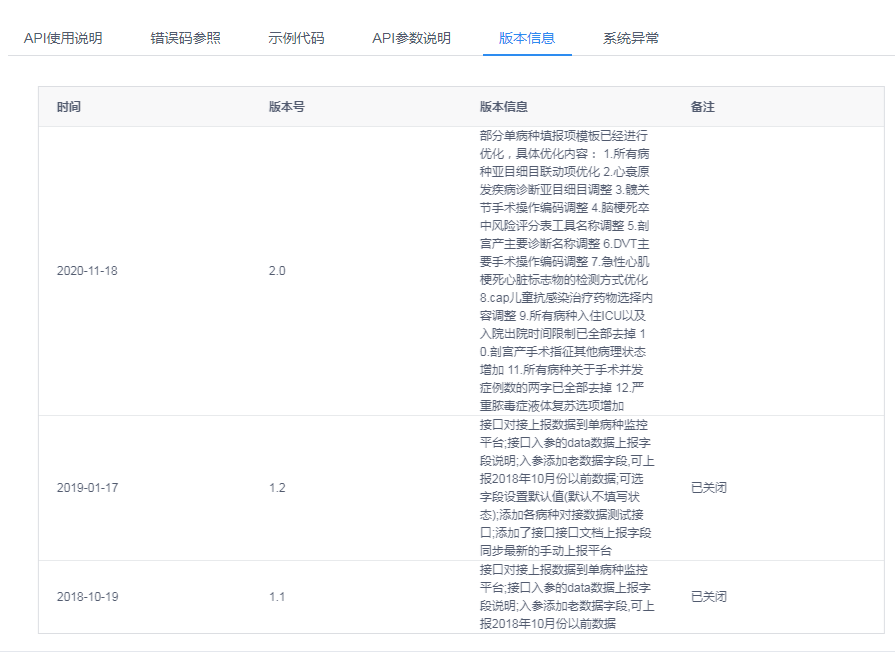 API使用说明 错误码参照 示例代码 API参数说明 版本信息 系统异常
时间 版本号 版本信息 备注
2020-11-18 2.0
部分单病种填报项模板已经进行
优化，具体优化内容： 1.所有病
种亚目细目联动项优化 2.心衰原
发疾病诊断亚目细目调整 3.髋关
节手术操作编码调整 4.脑梗死卒
中风险评分表工具名称调整 5.剖
宫产主要诊断名称调整 6.DVT主
要手术操作编码调整 7.急性心肌
梗死心脏标志物的检测方式优化
8.cap儿童抗感染治疗药物选择内
容调整 9.所有病种入住ICU以及
入院出院时间限制已全部去掉 1
0.剖宫产手术指征其他病理状态
增加 11.所有病种关于手术并发
症例数的两字已全部去掉 12.严
重脓毒症液体复苏选项增加
2019-01-17 1.2
接口对接上报数据到单病种监控
平台;接口入参的data数据上报字
段说明;入参添加老数据字段,可上
报2018年10月份以前数据;可选
字段设置默认值(默认不填写状
态);添加各病种对接数据测试接
口;添加了接口接口文档上报字段
同步最新的手动上报平台
已关闭
2018-10-19 1.1
接口对接上报数据到单病种监控
平台;接口入参的data数据上报字
段说明;入参添加老数据字段,可上
报2018年10月份以前数据
已关闭